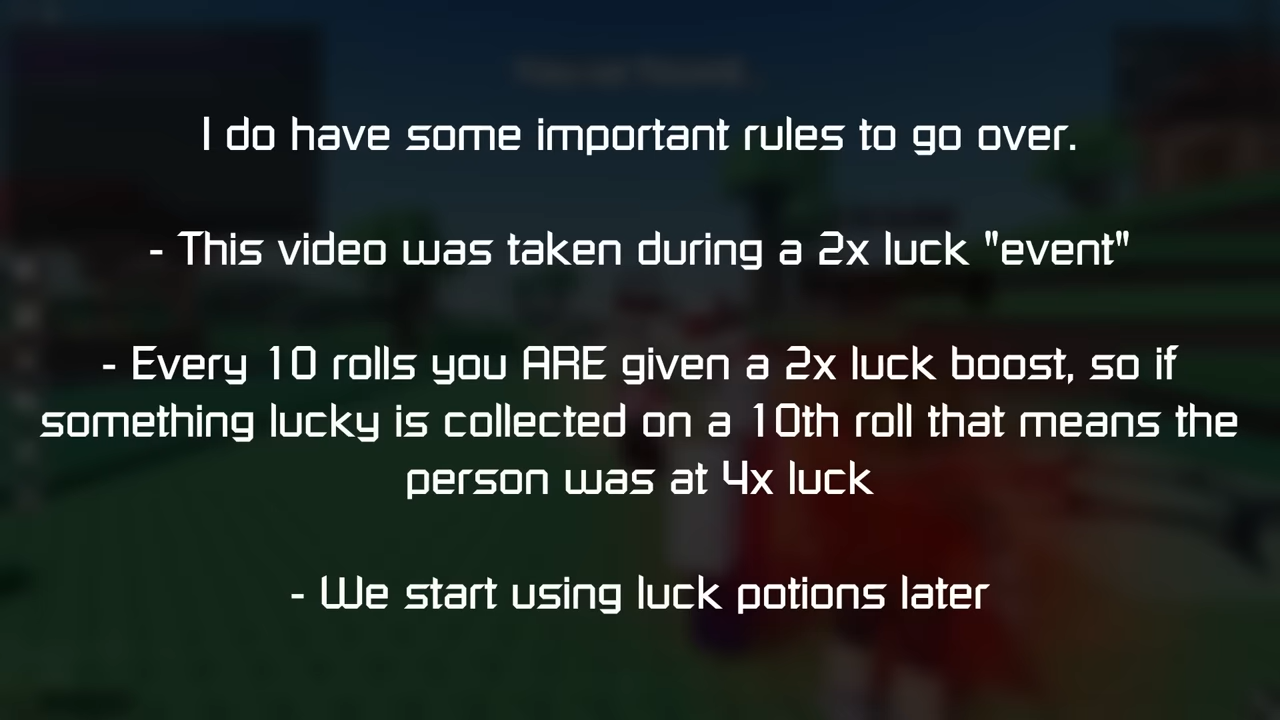 I do have some important rules to go over.
- This video was taken during a 2x luck "event"
- Every 10 rolls you ARE given a 2x luck boost, so if
something lucky is collected on a 10th roll that means the
person was at 4x luck
- We start using luck potions later